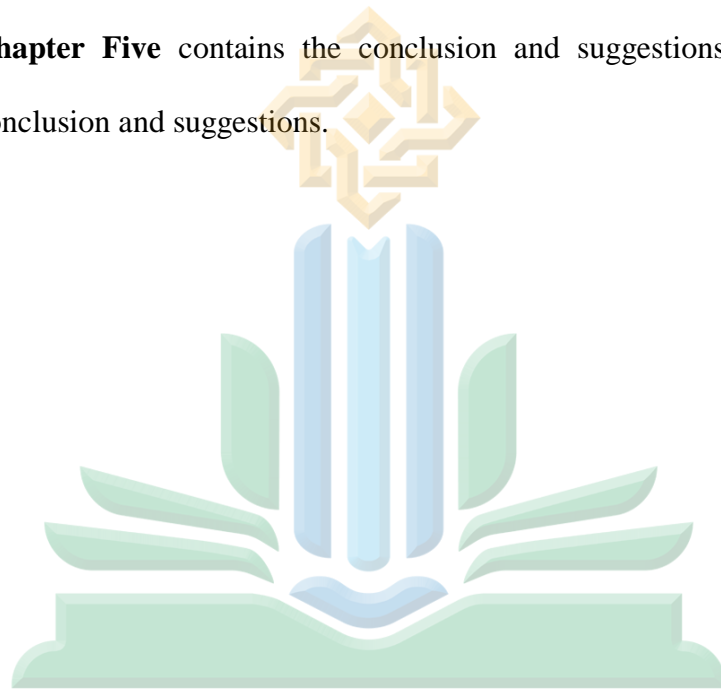 hapter Five contains the conclusion and suggestions
onclusion and suggestions.